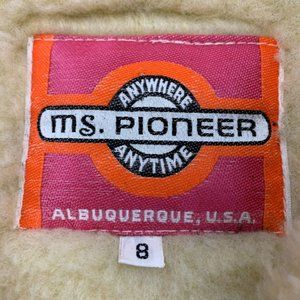 ANYWHERE
ms. PIONEER
ANYTIME
ALBUQUERQUE, U.S.A.
8